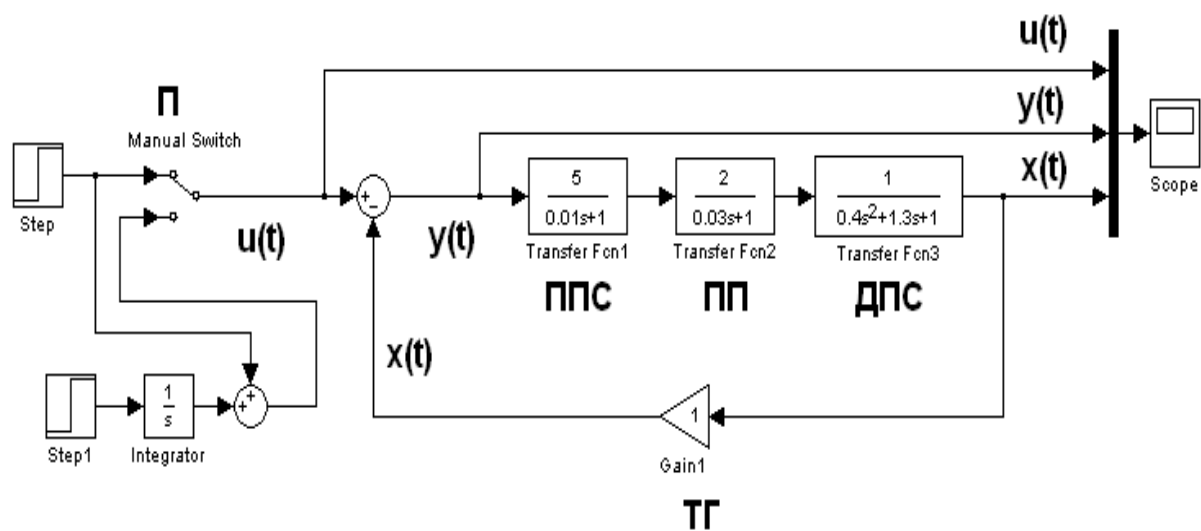 u(t)
П
y(t)
Manual Switch
x(t)
Step
+
−
5
0.01s+1
2
0.03s+1
1
0.4s²+1.3s+1
Scope
u(t)
y(t)
Transfer Fcn1
Transfer Fcn2
Transfer Fcn3
ППС
ПП
ДПС
x(t)
1
s
+
+
1
Step1
Integrator
Gain1
ТГ